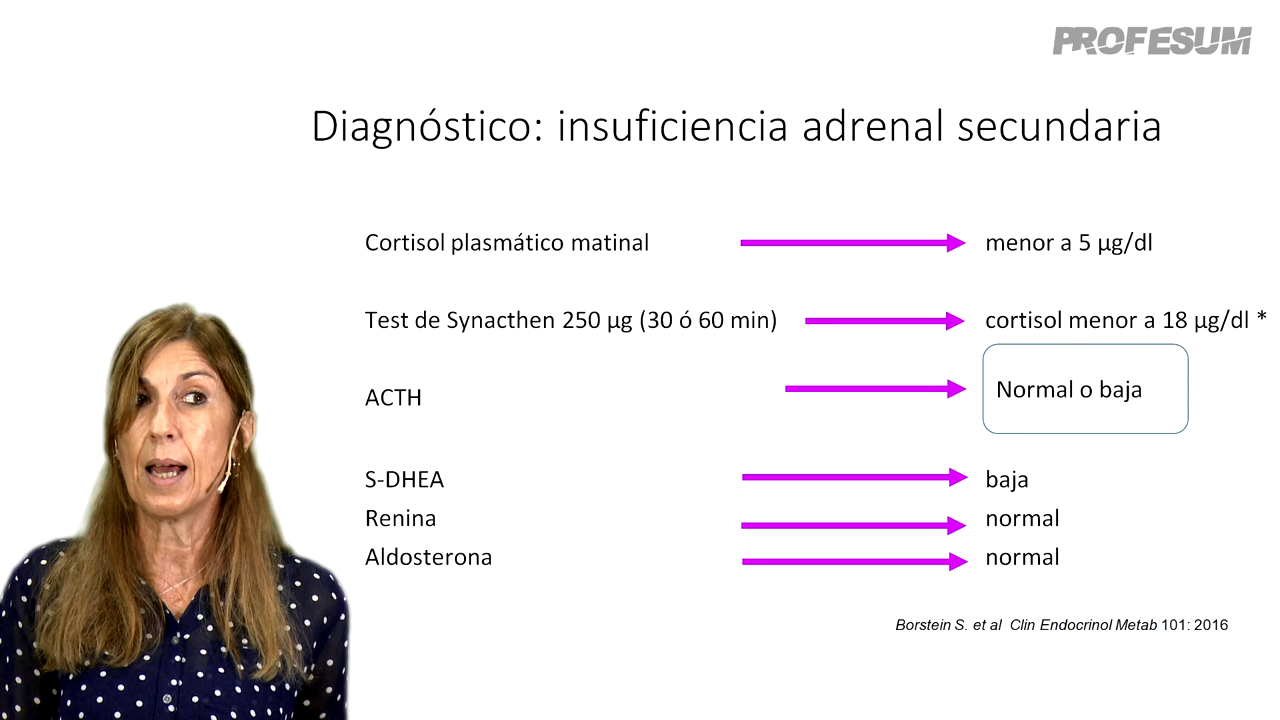 PROFESUM
Diagnóstico: insuficiencia adrenal secundaria
Cortisol plasmático matinal menor a 5 µg/dl
Test de Synacthen 250 µg (30 ó 60 min) cortisol menor a 18 µg/dl *
ACTH Normal o baja
S-DHEA baja
Renina normal
Aldosterona normal
Borstein S. et al Clin Endocrinol Metab 101: 2016